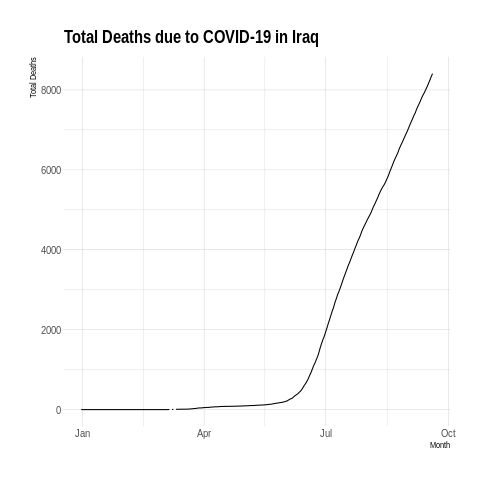 Total Deaths due to COVID-19 in Iraq
Total Deaths
8000
6000
4000
2000
0
Jan Apr Jul Oct
Month